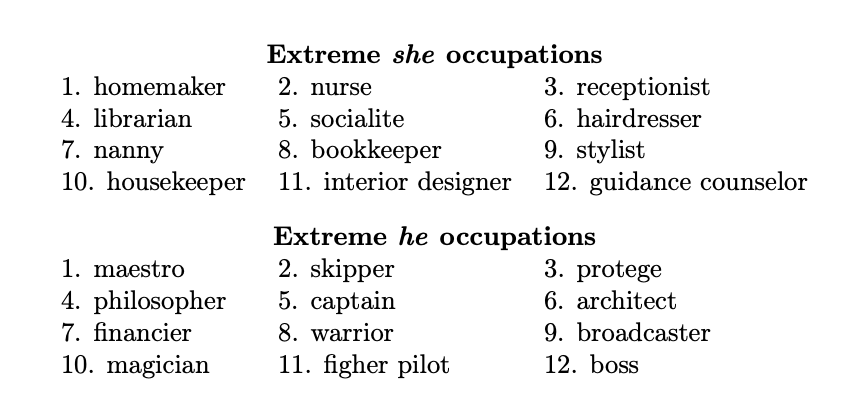 Extreme she occupations
1. homemaker 2. nurse 3. receptionist
4. librarian 5. socialite 6. hairdresser
7. nanny 8. bookkeeper 9. stylist
10. housekeeper 11. interior designer 12. guidance counselor
Extreme he occupations
1. maestro 2. skipper 3. protege
4. philosopher 5. captain 6. architect
7. financier 8. warrior 9. broadcaster
10. magician 11. figher pilot 12. boss